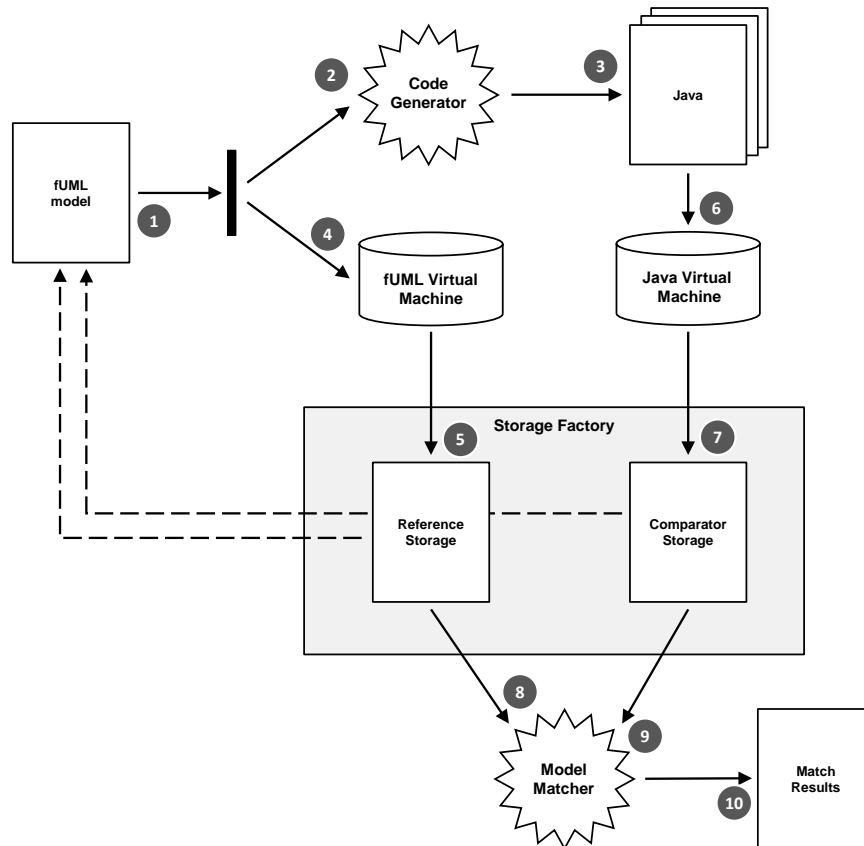 2
Code
Generator
3
Java
fUML
model
1
4
6
fUML Virtual
Machine
Java Virtual
Machine
Storage Factory
5
7
Reference
Storage
Comparator
Storage
8
9
Model
Matcher
10
Match
Results